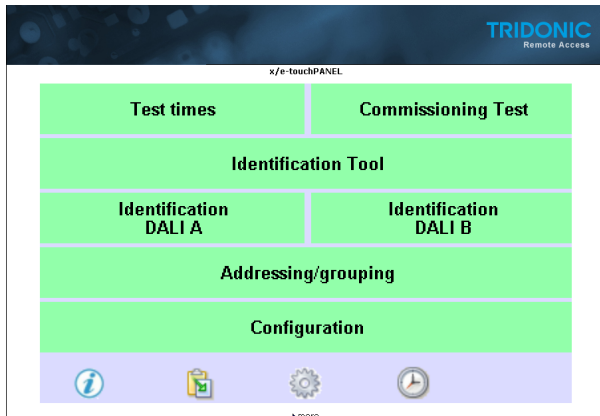 TRIDONIC
Remote Access
x/e-touchPANEL
Test times
Commissioning Test
Identification Tool
Identification
DALI A
Identification
DALI B
Addressing/grouping
Configuration